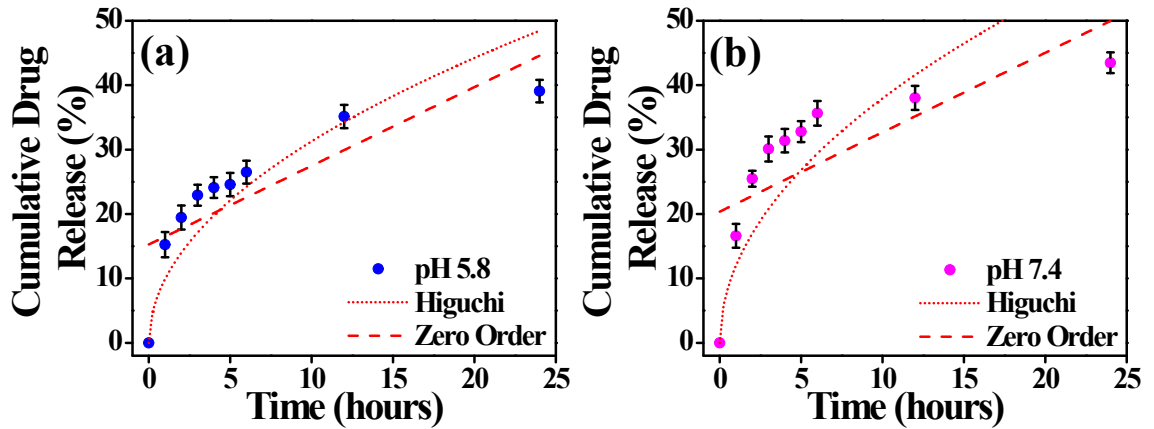 (a)
Cumulative Drug
Release (%)
50
40
30
20
10
0
pH 5.8
Higuchi
Zero Order
0 5 10 15 20 25
Time (hours)
(b)
Cumulative Drug
Release (%)
50
40
30
20
10
0
pH 7.4
Higuchi
Zero Order
0 5 10 15 20 25
Time (hours)